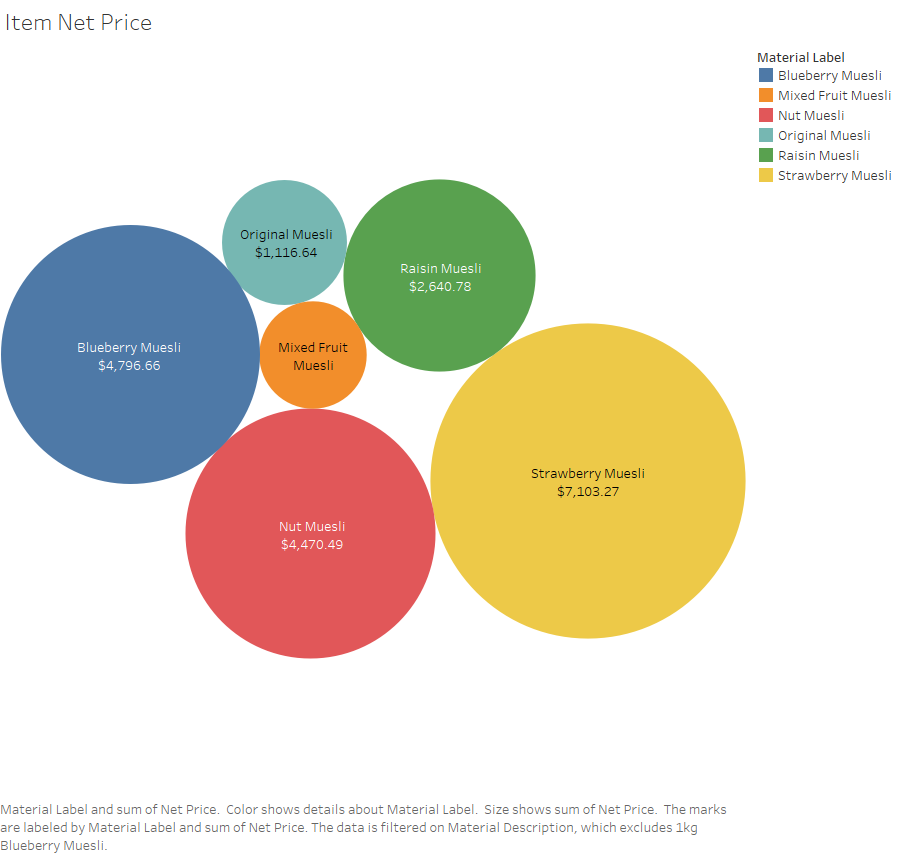 Item Net Price
Material Label
Blueberry Muesli
Mixed Fruit Muesli
Nut Muesli
Original Muesli
Raisin Muesli
Strawberry Muesli
Original Muesli
$1,116.64
Raisin Muesli
$2,640.78
Blueberry Muesli
$4,796.66
Mixed Fruit
Muesli
Strawberry Muesli
$7,103.27
Nut Muesli
$4,470.49
Material Label and sum of Net Price.  Color shows details about Material Label.  Size shows sum of Net Price.  The marks
are labeled by Material Label and sum of Net Price. The data is filtered on Material Description, which excludes 1kg
Blueberry Muesli.